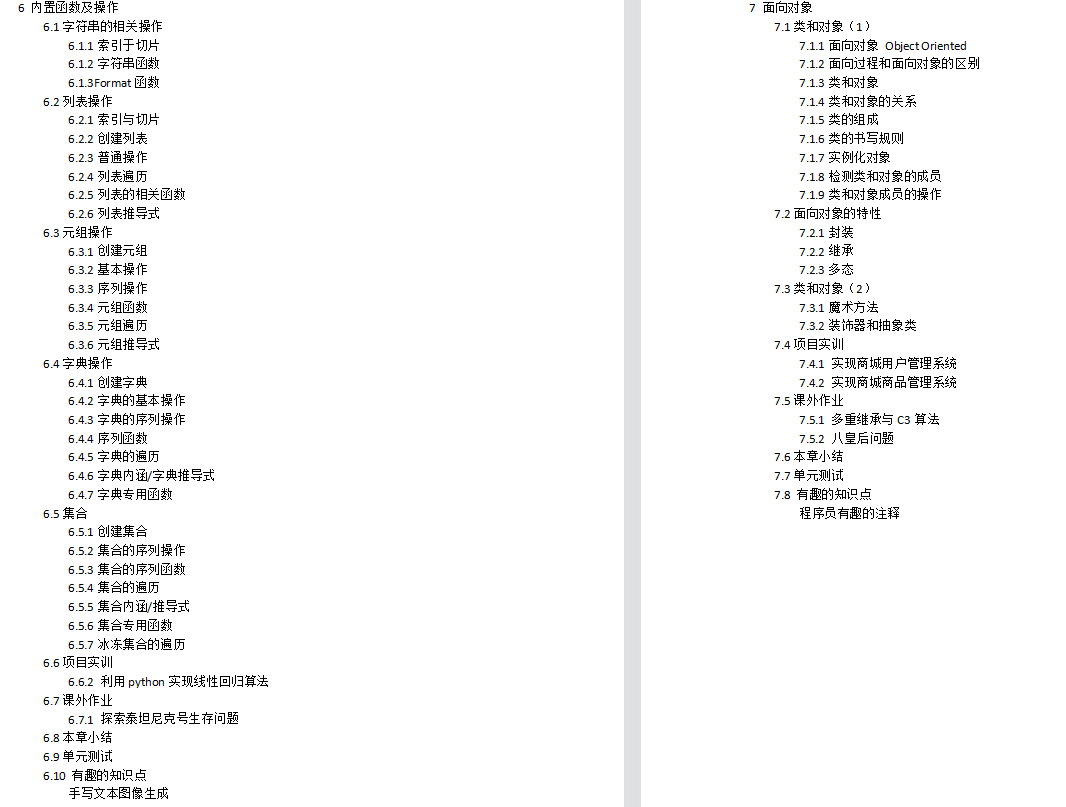 6 内置函数及操作
6.1 字符串的相关操作
6.1.1 索引于切片
6.1.2 字符串函数
6.1.3Format 函数
6.2 列表操作
6.2.1 索引与切片
6.2.2 创建列表
6.2.3 普通操作
6.2.4 列表遍历
6.2.5 列表的相关函数
6.2.6 列表推导式
6.3 元组操作
6.3.1 创建元组
6.3.2 基本操作
6.3.3 序列操作
6.3.4 元组函数
6.3.5 元组遍历
6.3.6 元组推导式
6.4 字典操作
6.4.1 创建字典
6.4.2 字典的基本操作
6.4.3 字典的序列操作
6.4.4 序列函数
6.4.5 字典的遍历
6.4.6 字典内涵/字典推导式
6.4.7 字典专用函数
6.5 集合
6.5.1 创建集合
6.5.2 集合的序列操作
6.5.3 集合的序列函数
6.5.4 集合的遍历
6.5.5 集合内涵/推导式
6.5.6 集合专用函数
6.5.7 冰冻集合的遍历
6.6 项目实训
6.6.2 利用 python 实现线性回归算法
6.7 课外作业
6.7.1 探索泰坦尼克号生存问题
6.8 本章小结
6.9 单元测试
6.10 有趣的知识点
手写文本图像生成
7 面向对象
7.1 类和对象（1）
7.1.1 面向对象 Object Oriented
7.1.2 面向过程和面向对象的区别
7.1.3 类和对象
7.1.4 类和对象的关系
7.1.5 类的组成
7.1.6 类的书写规则
7.1.7 实例化对象
7.1.8 检测类和对象的成员
7.1.9 类和对象成员的操作
7.2 面向对象的特性
7.2.1 封装
7.2.2 继承
7.2.3 多态
7.3 类和对象（2）
7.3.1 魔术方法
7.3.2 装饰器和抽象类
7.4 项目实训
7.4.1 实现商城用户管理系统
7.4.2 实现商城商品管理系统
7.5 课外作业
7.5.1 多重继承与 C3 算法
7.5.2 八皇后问题
7.6 本章小结
7.7 单元测试
7.8 有趣的知识点
程序员有趣的注释